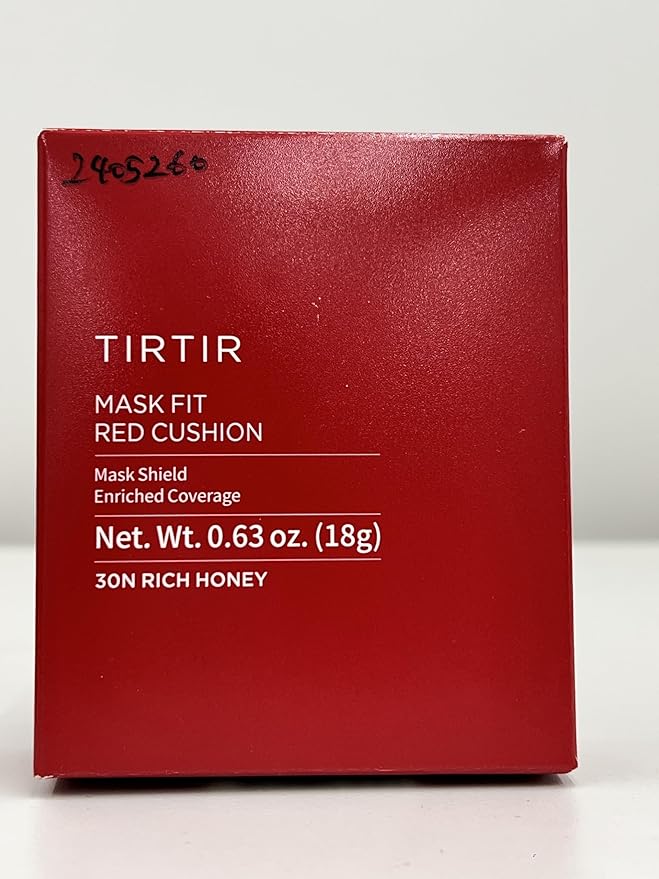 2405260
TIRTIR
MASK FIT
RED CUSHION
Mask Shield
Enriched Coverage
Net. Wt. 0.63 oz. (18g)
30N RICH HONEY